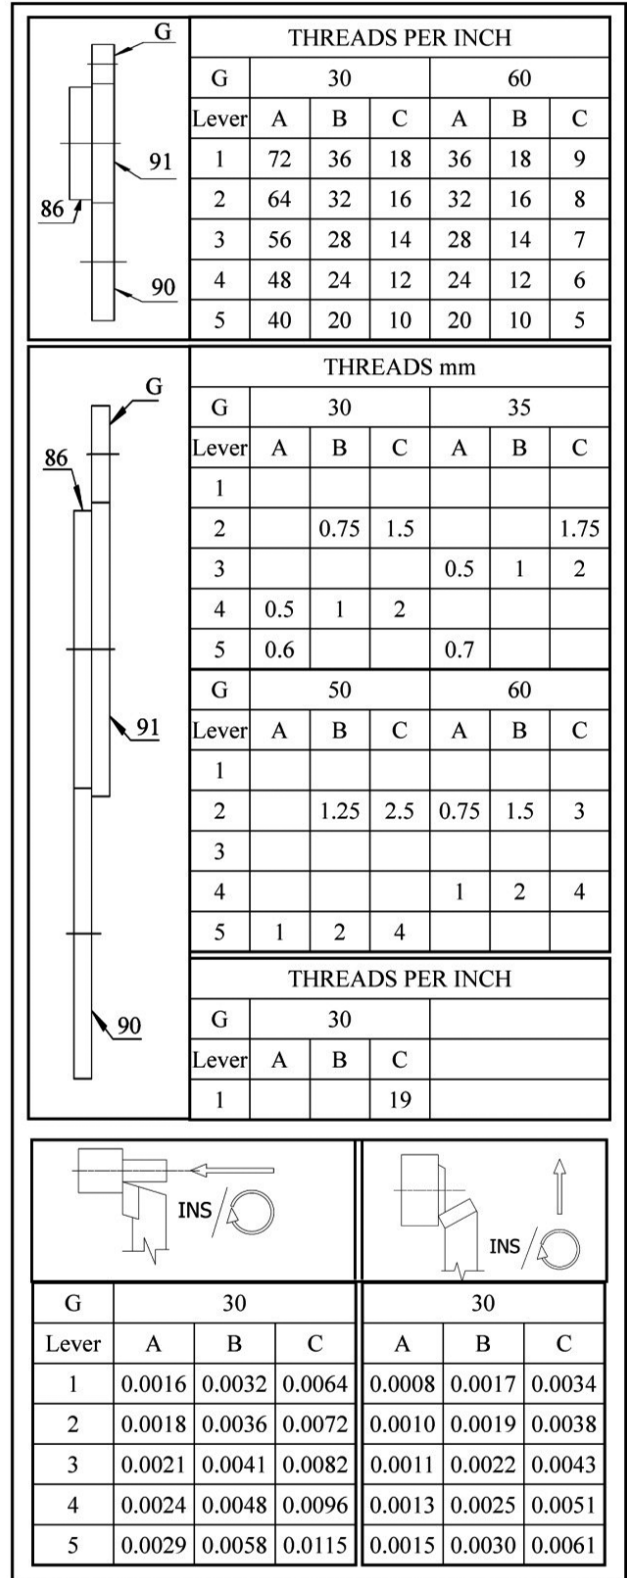 G
91
86
90
THREADS PER INCH
G 30 60
Lever A B C A B C
1 72 36 18 36 18 9
2 64 32 16 32 16 8
3 56 28 14 28 14 7
4 48 24 12 24 12 6
5 40 20 10 20 10 5
G
86
91
90
THREADS mm
G 30 35
Lever A B C A B C
1
2 0.75 1.5 1.75
3 0.5 1 2
4 0.5 1 2
5 0.6 0.7
G 50 60
Lever A B C A B C
1
2 1.25 2.5 0.75 1.5 3
3
4 1 2 4
5 1 2 4
THREADS PER INCH
G 30
Lever A B C
1 19
INS/
INS/
G 30 30
Lever A B C A B C
1 0.0016 0.0032 0.0064 0.0008 0.0017 0.0034
2 0.0018 0.0036 0.0072 0.0010 0.0019 0.0038
3 0.0021 0.0041 0.0082 0.0011 0.0022 0.0043
4 0.0024 0.0048 0.0096 0.0013 0.0025 0.0051
5 0.0029 0.0058 0.0115 0.0015 0.0030 0.0061